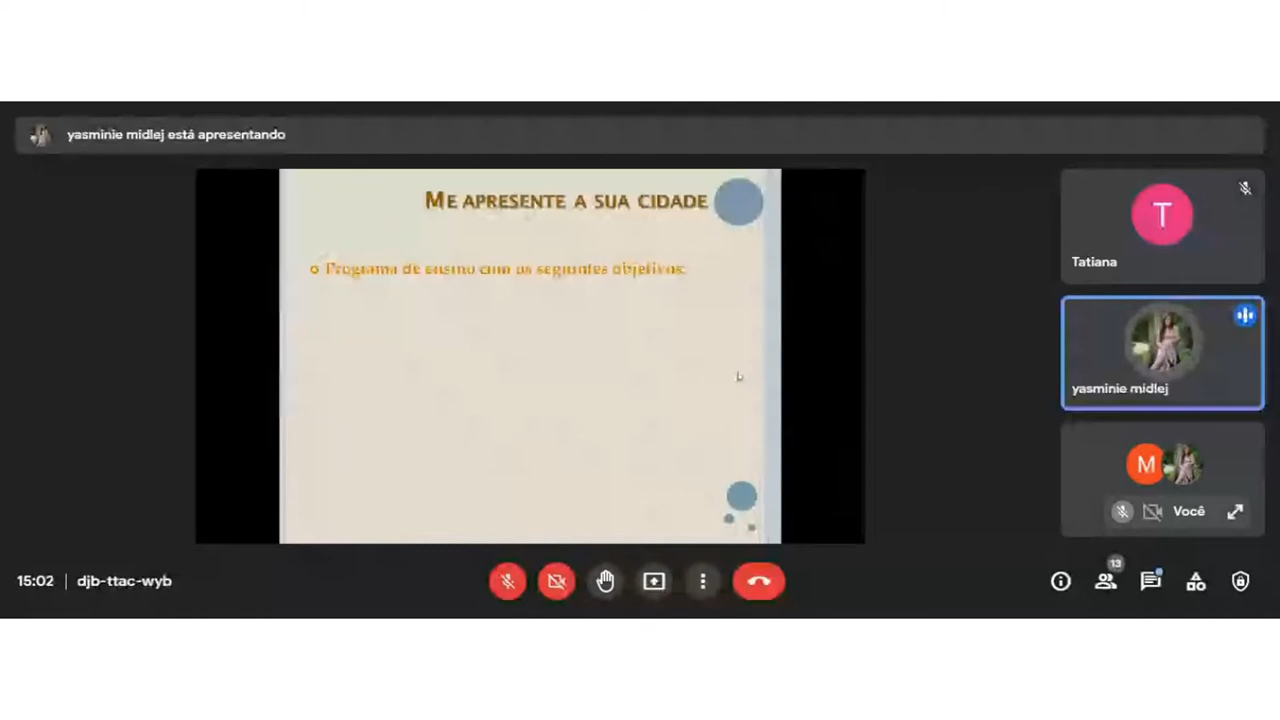 yasminie midlej está apresentando
ME APRESENTE A SUA CIDADE
Programa de ensino com os seguintes objetivos:
T
Tatiana
yasminie midlej
M
Você
15:02 | djb-ttac-wyb
13